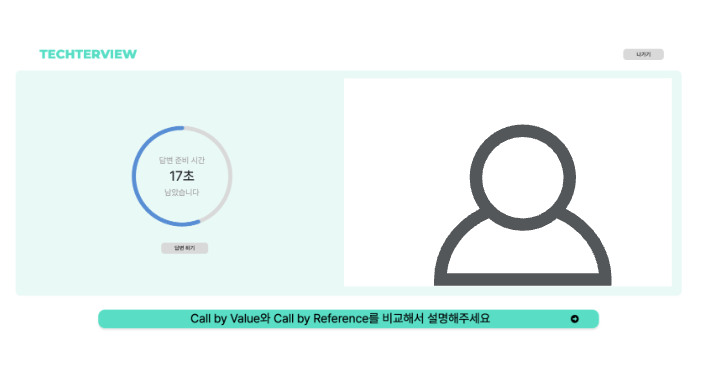 TECHTERVIEW
나가기
답변 준비 시간
17초
남았습니다
답변 하기
Call by Value와 Call by Reference를 비교해서 설명해주세요